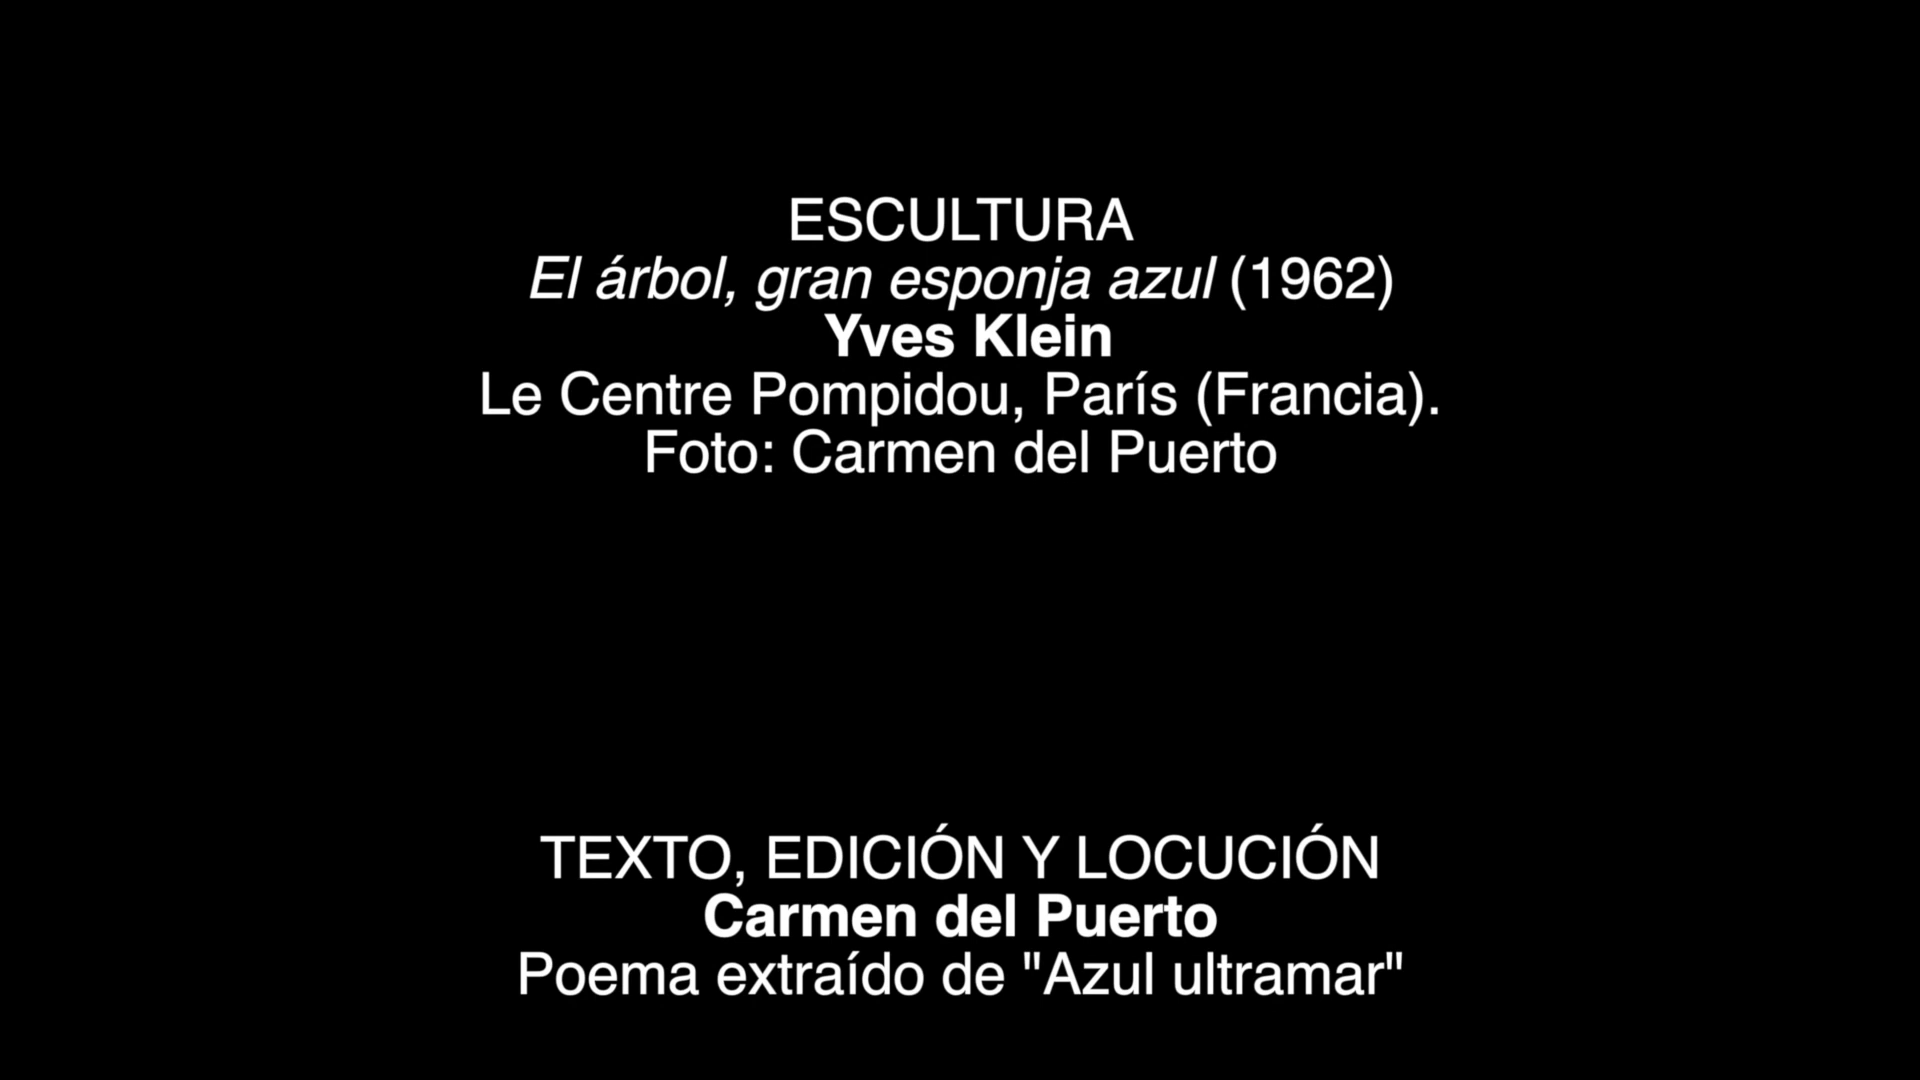 ESCULTURA
El árbol, gran esponja azul (1962)
Yves Klein
Le Centre Pompidou, París (Francia).
Foto: Carmen del Puerto
TEXTO, EDICIÓN Y LOCUCIÓN
Carmen del Puerto
Poema extraído de "Azul ultramar"